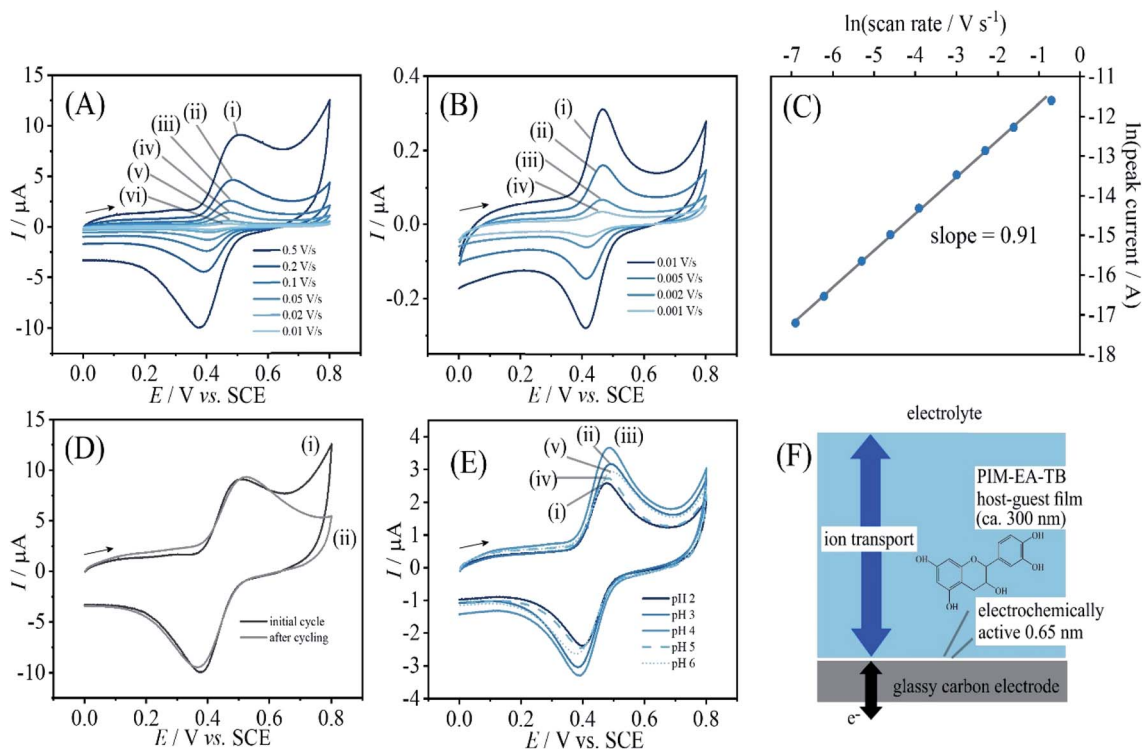 (A)
15
10
5
0
-5
-10
I / µA
(i)
(ii)
(iii)
(iv)
(v)
(vi)
0.5 V/s
0.2 V/s
0.1 V/s
0.05 V/s
0.02 V/s
0.01 V/s
0.0 0.2 0.4 0.6 0.8
E / V vs. SCE
(B)
0.4
0.2
0.0
-0.2
I / µA
(i)
(ii)
(iii)
(iv)
0.01 V/s
0.005 V/s
0.002 V/s
0.001 V/s
0.0 0.2 0.4 0.6 0.8
E / V vs. SCE
ln(scan rate / V s-1)
-7 -6 -5 -4 -3 -2 -1 0
(C)
-11
-12
-13
-14
-15
-16
-17
-18
ln(peak current / A)
slope = 0.91
(D)
15
10
5
0
-5
-10
I / µA
(i)
(ii)
initial cycle
after cycling
0.0 0.2 0.4 0.6 0.8
E / V vs. SCE
(E)
4
3
2
1
0
-1
-2
-3
-4
I / µA
(ii) (iii)
(v)
(iv)
(i)
pH 2
pH 3
pH 4
pH 5
pH 6
0.0 0.2 0.4 0.6 0.8
E / V vs. SCE
electrolyte
(F)
PIM-EA-TB
host-guest film
(ca. 300 nm)
ion transport
OH
HO
O
OH
OH
OH
electrochemically
active 0.65 nm
glassy carbon electrode
e-